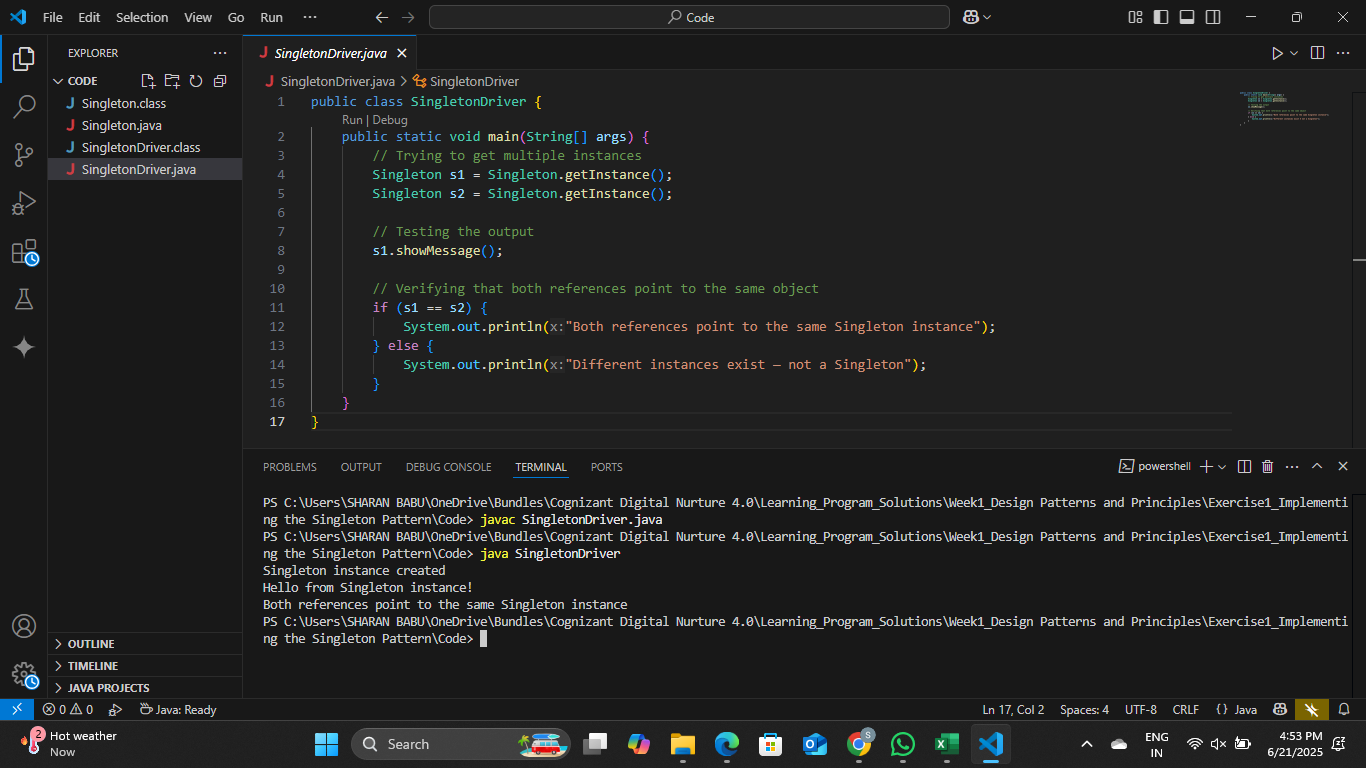 File Edit Selection View Go Run ···
Code
EXPLORER ···
CODE
Singleton.class
Singleton.java
SingletonDriver.class
SingletonDriver.java
OUTLINE
TIMELINE
JAVA PROJECTS
SingletonDriver.java
SingletonDriver.java > SingletonDriver
1 public class SingletonDriver {
Run | Debug
2 public static void main(String[] args) {
3 // Trying to get multiple instances
4 Singleton s1 = Singleton.getInstance();
5 Singleton s2 = Singleton.getInstance();
6
7 // Testing the output
8 s1.showMessage();
9
10 // Verifying that both references point to the same object
11 if (s1 == s2) {
12 System.out.println(x:"Both references point to the same Singleton instance");
13 } else {
14 System.out.println(x:"Different instances exist — not a Singleton");
15 }
16 }
17 }
PROBLEMS OUTPUT DEBUG CONSOLE TERMINAL PORTS
powershell
PS C:\Users\SHARAN BABU\OneDrive\Bundles\Cognizant Digital Nurture 4.0\Learning_Program_Solutions\Week1_Design Patterns and Principles\Exercise1_Implementi
ng the Singleton Pattern\Code> javac SingletonDriver.java
PS C:\Users\SHARAN BABU\OneDrive\Bundles\Cognizant Digital Nurture 4.0\Learning_Program_Solutions\Week1_Design Patterns and Principles\Exercise1_Implementi
ng the Singleton Pattern\Code> java SingletonDriver
Singleton instance created
Hello from Singleton instance!
Both references point to the same Singleton instance
PS C:\Users\SHARAN BABU\OneDrive\Bundles\Cognizant Digital Nurture 4.0\Learning_Program_Solutions\Week1_Design Patterns and Principles\Exercise1_Implementi
ng the Singleton Pattern\Code>
0 0 Java: Ready Ln 17, Col 2 Spaces: 4 UTF-8 CRLF {} Java
2
Hot weather
Now
Search
S
ENG
IN
4:53 PM
6/21/2025